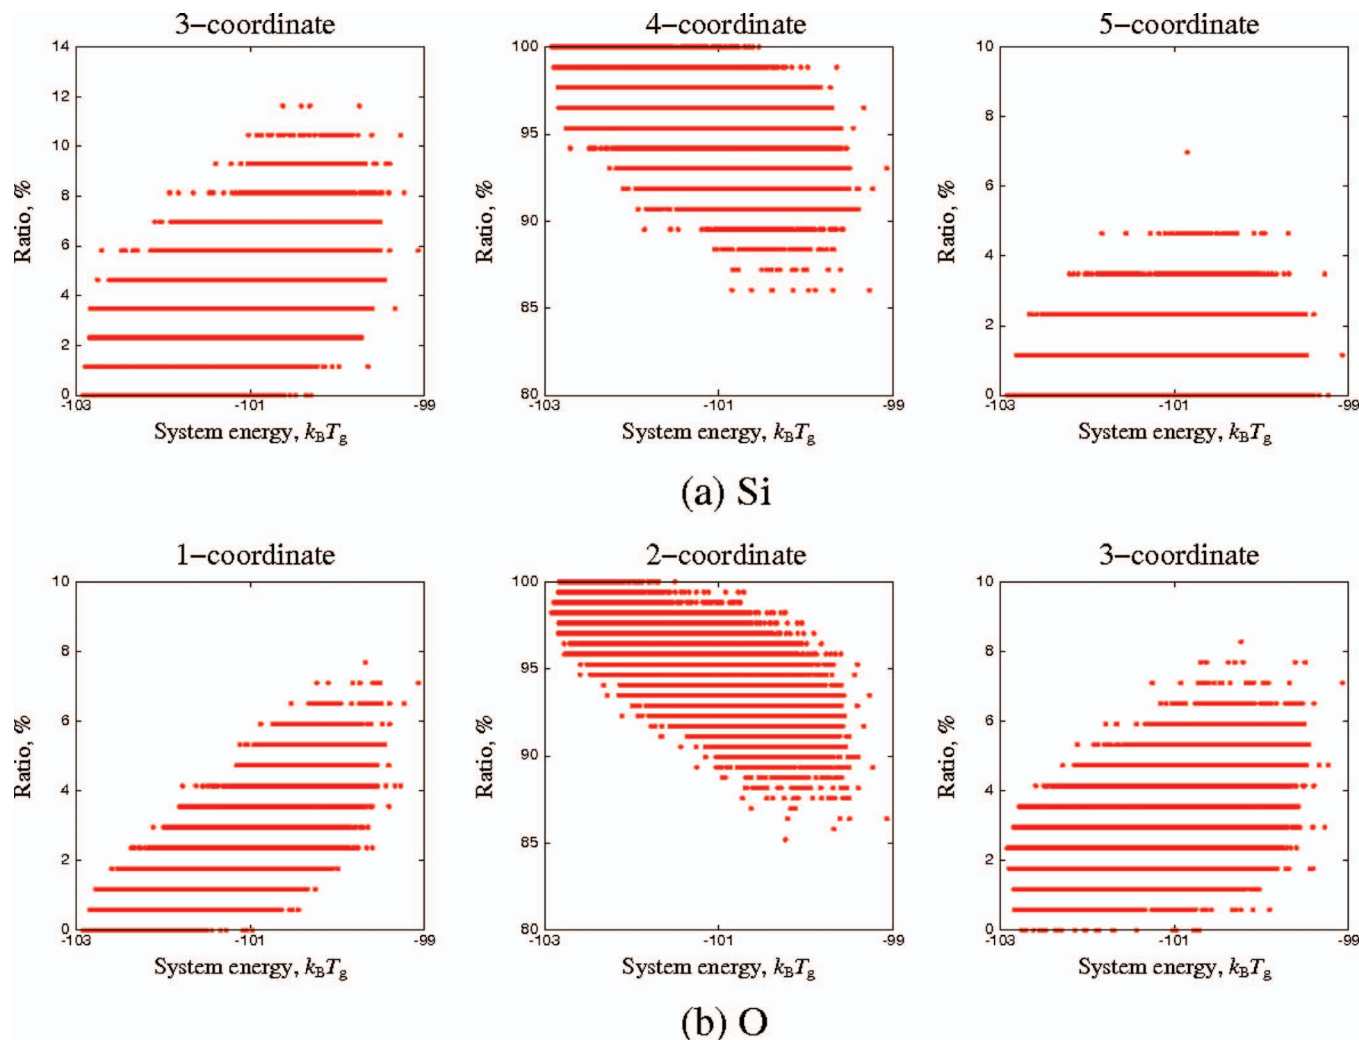 3−coordinate 4−coordinate 5−coordinate
14 100 10
12
8
10 95
8 6
Ratio, % Ratio, % Ratio, %
90
6 4
4
85 2
2
0 80 0
-103 -101 -99 -103 -101 -99 -103 -101 -99
System energy, kBTg System energy, kBTg System energy, kBTg
(a) Si
1−coordinate 2−coordinate 3−coordinate
10 100 10
8 8
95
6 6
Ratio, % Ratio, % Ratio, %
90
4 4
85
2 2
0 80 0
-103 -101 -99 -103 -101 -99 -103 -101 -99
System energy, kBTg System energy, kBTg System energy, kBTg
(b) O